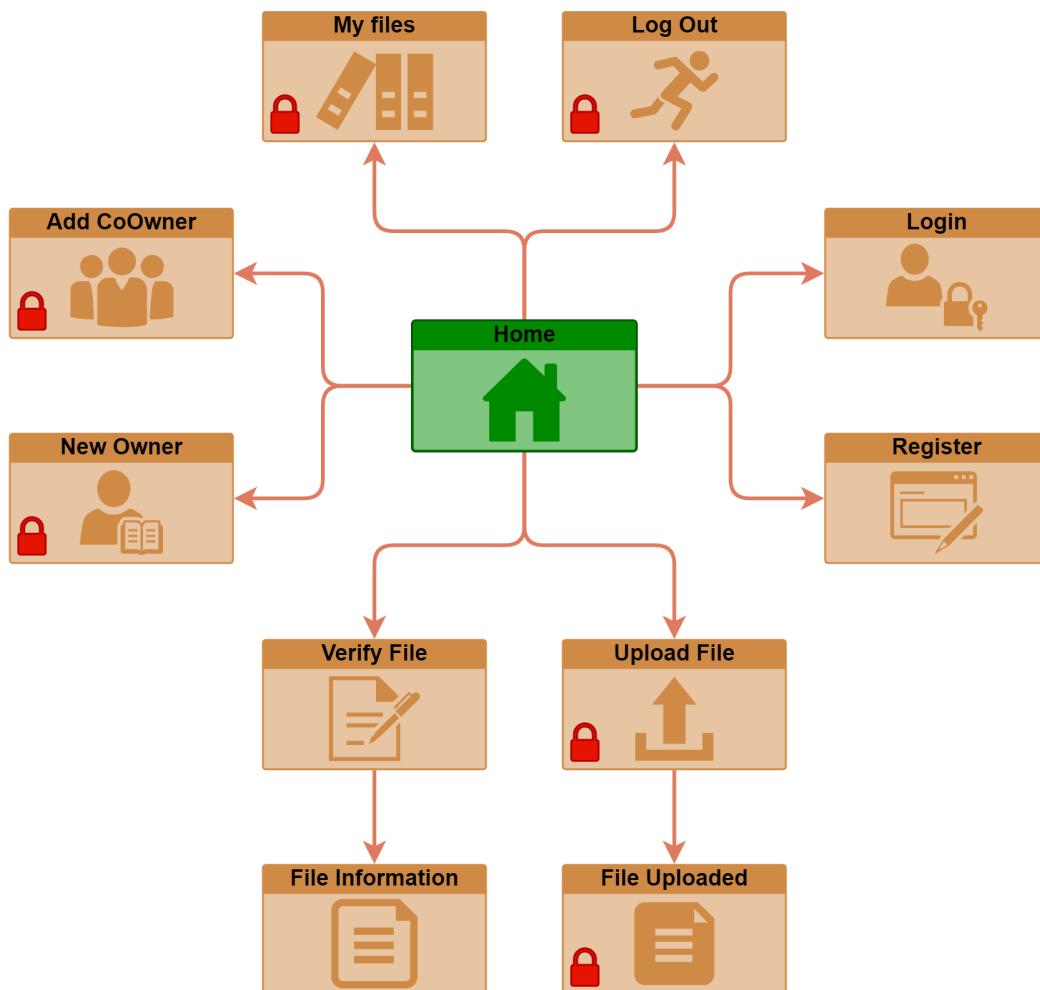 My files
Log Out
Add CoOwner
Login
Home
New Owner
Register
Verify File
Upload File
File Information
File Uploaded